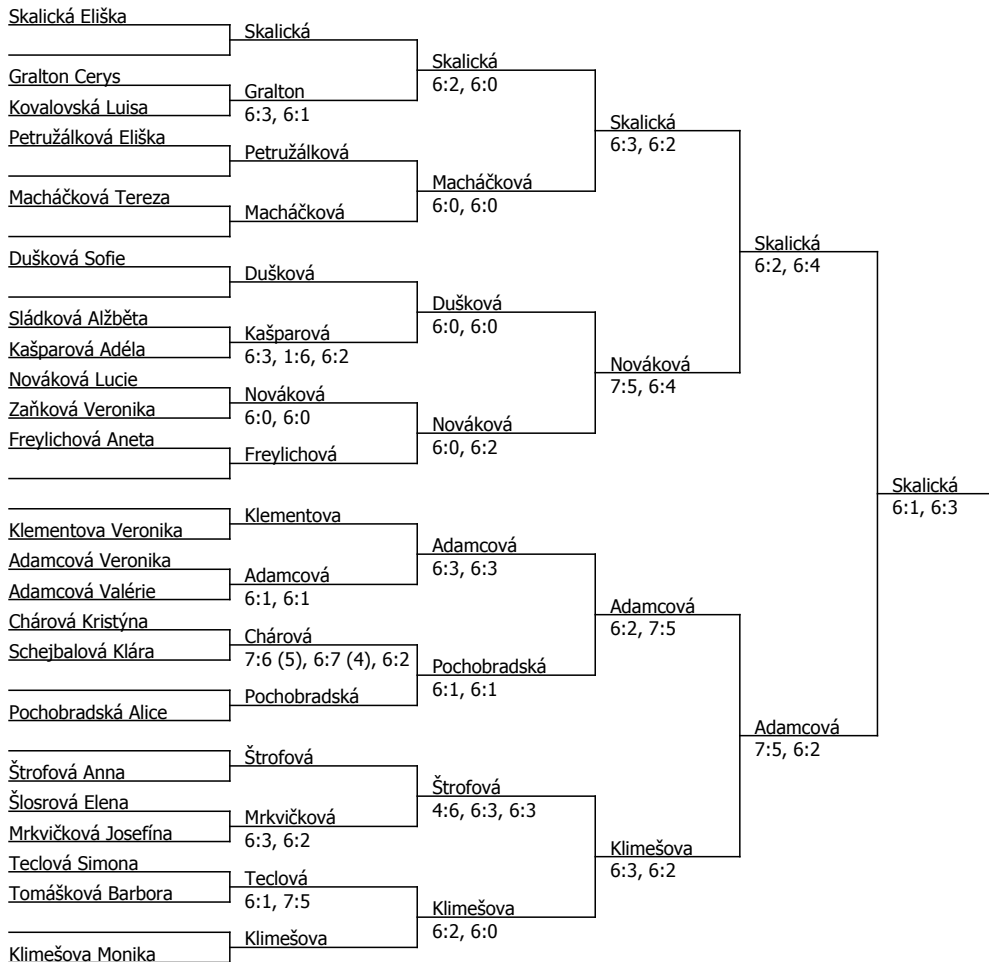 Skalická Eliška
Gralton Cerys
Kovalovská Luisa
Petružálková Eliška
Macháčková Tereza
Dušková Sofie
Sládková Alžběta
Kašparová Adéla
Nováková Lucie
Zaňková Veronika
Freylichová Aneta
Klementova Veronika
Adamcová Veronika
Adamcová Valérie
Chárová Kristýna
Schejbalová Klára
Pochobradská Alice
Štrofová Anna
Šlosrová Elena
Mrkvičková Josefína
Teclová Simona
Tomášková Barbora
Klimešova Monika
Skalická
Gralton
6:3, 6:1
Petružálková
Macháčková
Dušková
Kašparová
6:3, 1:6, 6:2
Nováková
6:0, 6:0
Freylichová
Klementova
Adamcová
6:1, 6:1
Chárová
7:6 (5), 6:7 (4), 6:2
Pochobradská
Štrofová
Mrkvičková
6:3, 6:2
Teclová
6:1, 7:5
Klimešova
Skalická
6:2, 6:0
Macháčková
6:0, 6:0
Dušková
6:0, 6:0
Nováková
6:0, 6:2
Adamcová
6:3, 6:3
Pochobradská
6:1, 6:1
Štrofová
4:6, 6:3, 6:3
Klimešova
6:2, 6:0
Skalická
6:3, 6:2
Nováková
7:5, 6:4
Adamcová
6:2, 7:5
Klimešova
6:3, 6:2
Skalická
6:2, 6:4
Adamcová
7:5, 6:2
Skalická
6:1, 6:3